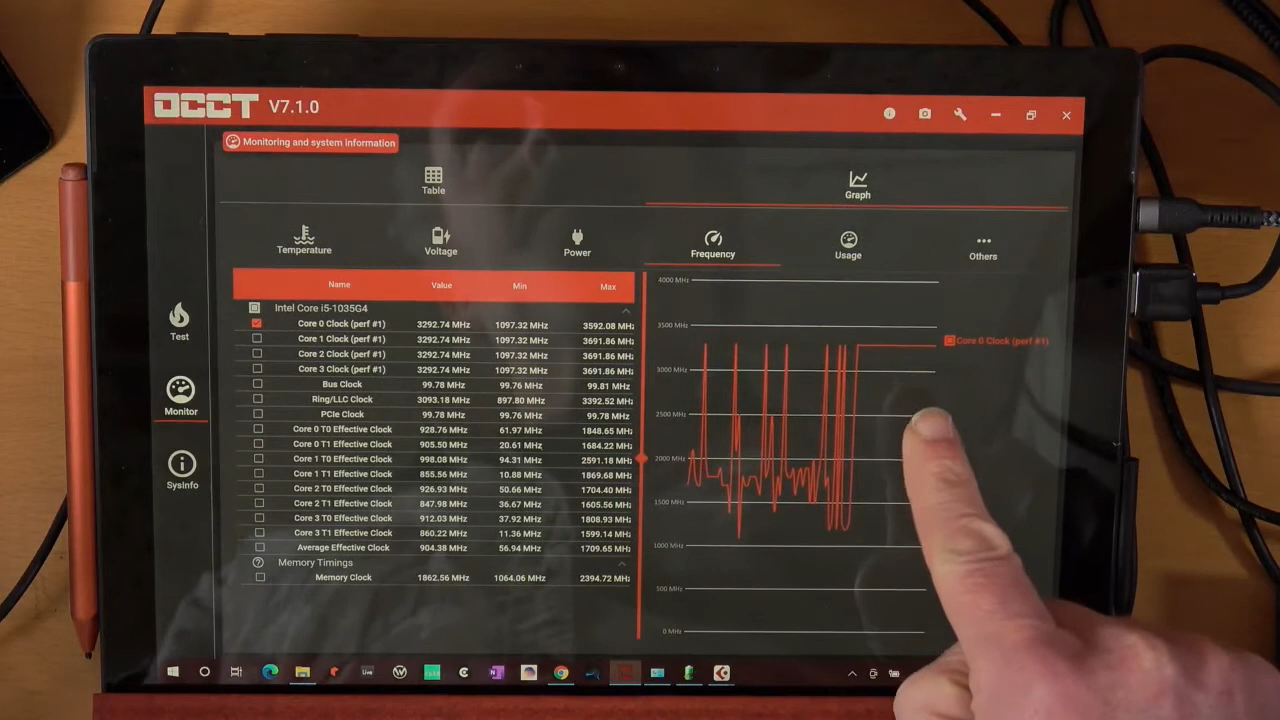 OCCT V7.1.0
Monitoring and system information
Table
Graph
Temperature
Voltage
Power
Frequency
Usage
Others
Test
Monitor
SysInfo
Name Value Min Max
Intel Core i5-1035G4
Core 0 Clock (perf #1) 3292.74 MHz 1097.32 MHz 3592.08 MHz
Core 1 Clock (perf #1) 3292.74 MHz 1097.32 MHz 3691.86 MHz
Core 2 Clock (perf #1) 3292.74 MHz 1097.32 MHz 3691.86 MHz
Core 3 Clock (perf #1) 3292.74 MHz 1097.32 MHz 3691.86 MHz
Bus Clock 99.78 MHz 99.76 MHz 99.81 MHz
Ring/LLC Clock 3093.18 MHz 897.80 MHz 3392.52 MHz
PCIe Clock 99.78 MHz 99.76 MHz 99.78 MHz
Core 0 T0 Effective Clock 928.76 MHz 61.97 MHz 1848.65 MHz
Core 0 T1 Effective Clock 905.50 MHz 20.61 MHz 1684.22 MHz
Core 1 T0 Effective Clock 998.08 MHz 94.31 MHz 2591.18 MHz
Core 1 T1 Effective Clock 855.56 MHz 10.88 MHz 1869.68 MHz
Core 2 T0 Effective Clock 926.93 MHz 50.66 MHz 1704.40 MHz
Core 2 T1 Effective Clock 847.98 MHz 36.67 MHz 1605.56 MHz
Core 3 T0 Effective Clock 912.03 MHz 37.92 MHz 1808.93 MHz
Core 3 T1 Effective Clock 860.22 MHz 11.36 MHz 1599.14 MHz
Average Effective Clock 904.38 MHz 56.94 MHz 1709.65 MHz
Memory Timings
Memory Clock 1862.56 MHz 1064.06 MHz 2394.72 MHz
4000 MHz
3500 MHz
Core 0 Clock (perf #1)
3000 MHz
2500 MHz
2000 MHz
1500 MHz
1000 MHz
500 MHz
0 MHz
Live